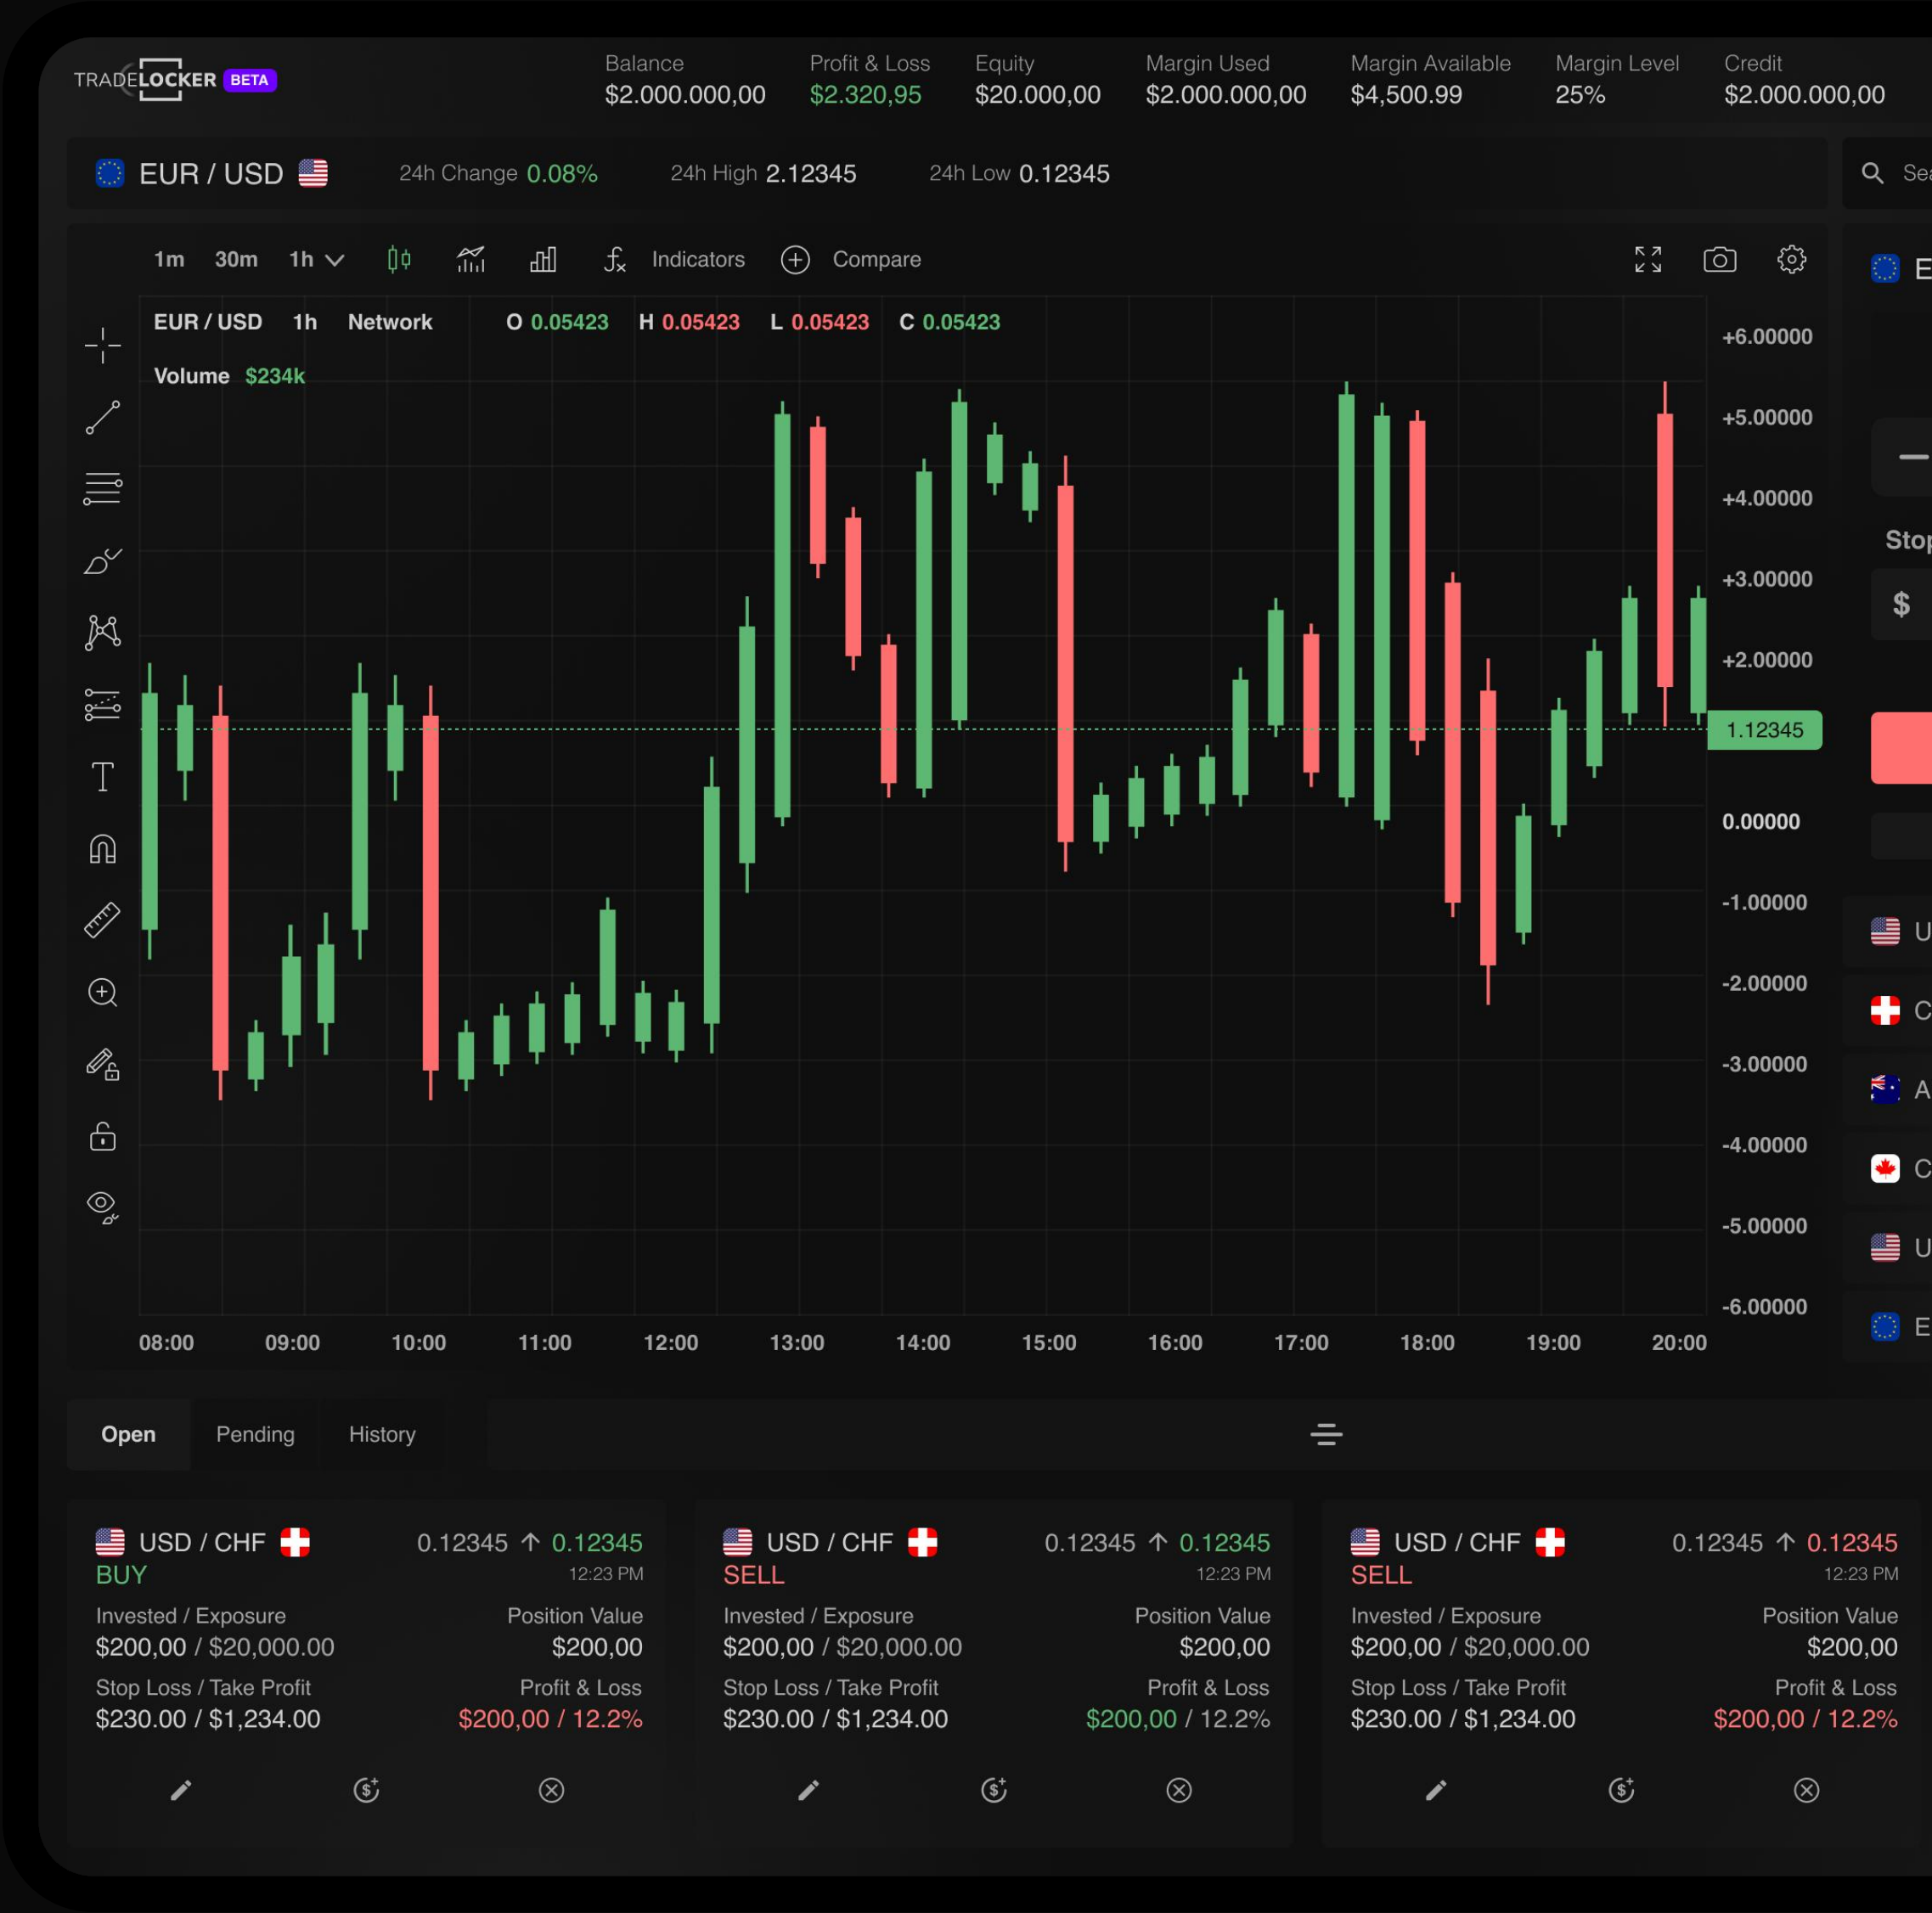 TRADELOCKER BETA
Balance Profit & Loss Equity Margin Used Margin Available Margin Level Credit
$2.000.000,00 $2.320,95 $20.000,00 $2.000.000,00 $4,500.99 25% $2.000.000,00
EUR / USD 24h Change 0.08% 24h High 2.12345 24h Low 0.12345
1m 30m 1h Indicators Compare
EUR / USD 1h Network O 0.05423 H 0.05423 L 0.05423 C 0.05423
Volume $234k
+6.00000
+5.00000
+4.00000
Stop
+3.00000
$
+2.00000
1.12345
0.00000
-1.00000
-2.00000
-3.00000
-4.00000
-5.00000
-6.00000
08:00 09:00 10:00 11:00 12:00 13:00 14:00 15:00 16:00 17:00 18:00 19:00 20:00
Open Pending History
USD / CHF 0.12345 ↑ 0.12345 USD / CHF 0.12345 ↑ 0.12345 USD / CHF 0.12345 ↑ 0.12345
BUY 12:23 PM SELL 12:23 PM SELL 12:23 PM
Invested / Exposure Position Value Invested / Exposure Position Value Invested / Exposure Position Value
$200,00 / $20,000.00 $200,00 $200,00 / $20,000.00 $200,00 $200,00 / $20,000.00 $200,00
Stop Loss / Take Profit Profit & Loss Stop Loss / Take Profit Profit & Loss Stop Loss / Take Profit Profit & Loss
$230.00 / $1,234.00 $200,00 / 12.2% $230.00 / $1,234.00 $200,00 / 12.2% $230.00 / $1,234.00 $200,00 / 12.2%